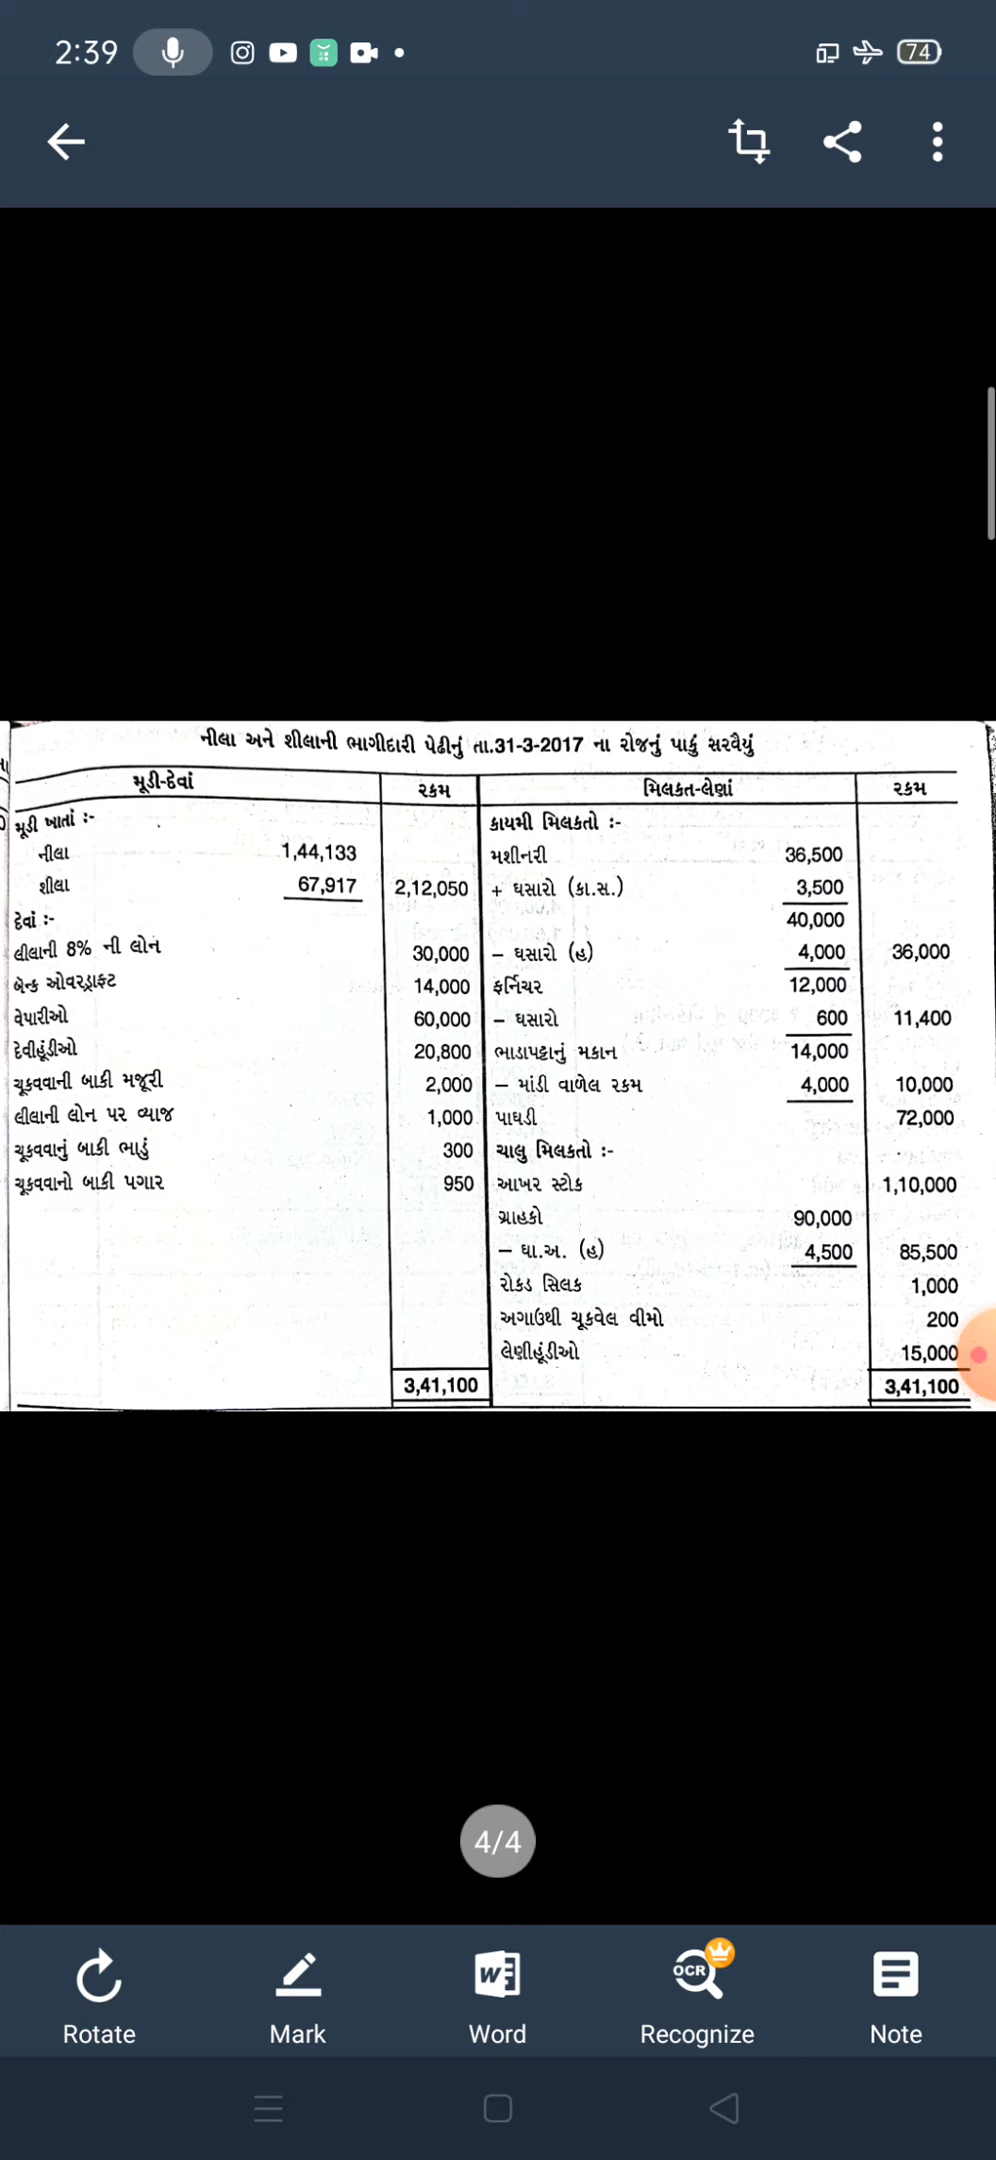 2:39
74
નીલા અને શીલાની ભાગીદારી પેઢીનું તા.31-3-2017 ના રોજનું પાકું સરવૈયું
મૂડી-દેવાં રકમ મિલકત-લેણાં રકમ
મૂડી ખાતાં :- કાયમી મિલકતો :-
નીલા 1,44,133 મશીનરી 36,500
શીલા 67,917 2,12,050 + ઘસારો (કા.સ.) 3,500
દેવાં :- 40,000
લીલાની 8% ની લોન 30,000 – ઘસારો (હ) 4,000 36,000
બૅન્ક ઓવરડ્રાફ્ટ 14,000 ફર્નિચર 12,000
વેપારીઓ 60,000 – ઘસારો 600 11,400
દેવીહૂંડીઓ 20,800 ભાડાપટ્ટાનું મકાન 14,000
ચૂકવવાની બાકી મજૂરી 2,000 – માંડી વાળેલ રકમ 4,000 10,000
લીલાની લોન પર વ્યાજ 1,000 પાઘડી 72,000
ચૂકવવાનું બાકી ભાડું 300 ચાલુ મિલકતો :-
ચૂકવવાનો બાકી પગાર 950 આખર સ્ટોક 1,10,000
ગ્રાહકો 90,000
– ઘા.અ. (હ) 4,500 85,500
રોકડ સિલક 1,000
અગાઉથી ચૂકવેલ વીમો 200
લેણીહૂંડીઓ 15,000
3,41,100 3,41,100
4/4
OCR
Rotate Mark Word Recognize Note